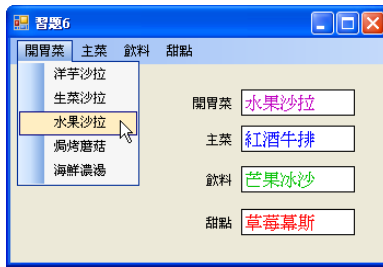 習題6
開胃菜 主菜 飲料 甜點
洋芋沙拉
生菜沙拉
水果沙拉
焗烤蘑菇
海鮮濃湯
開胃菜 水果沙拉
主菜 紅酒牛排
飲料 芒果冰沙
甜點 草莓幕斯